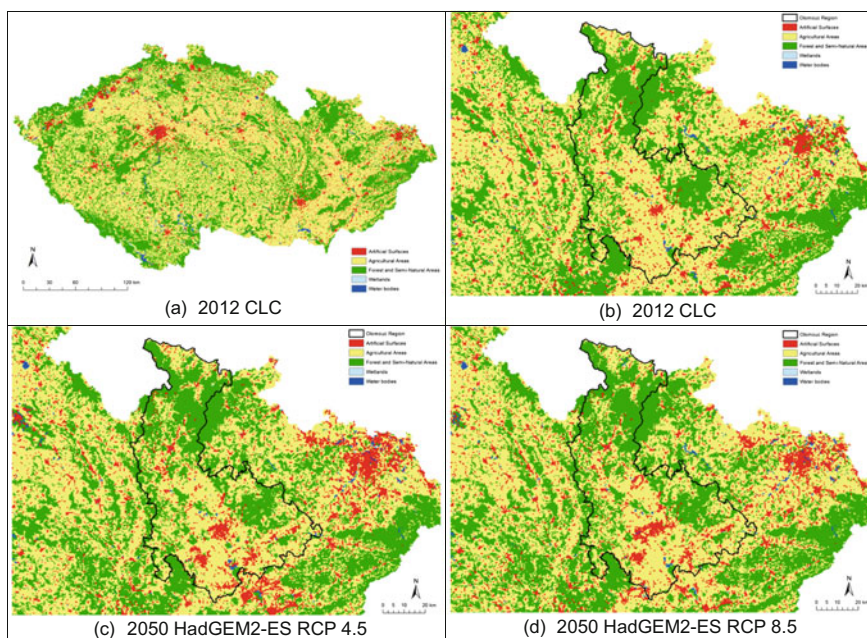 N
0 30 60 120 km
Artificial Surfaces
Agricultural Areas
Forest and Semi-Natural Areas
Wetlands
Water bodies
(a) 2012 CLC
Olomouc Region
Artificial Surfaces
Agricultural Areas
Forest and Semi-Natural Areas
Wetlands
Water bodies
N
0 5 10 20 km
(b) 2012 CLC
Olomouc Region
Artificial Surfaces
Agricultural Areas
Forest and Semi-Natural Areas
Wetlands
Water bodies
N
0 5 10 20 km
(c) 2050 HadGEM2-ES RCP 4.5
Olomouc Region
Artificial Surfaces
Agricultural Areas
Forest and Semi-Natural Areas
Wetlands
Water bodies
N
0 5 10 20 km
(d) 2050 HadGEM2-ES RCP 8.5